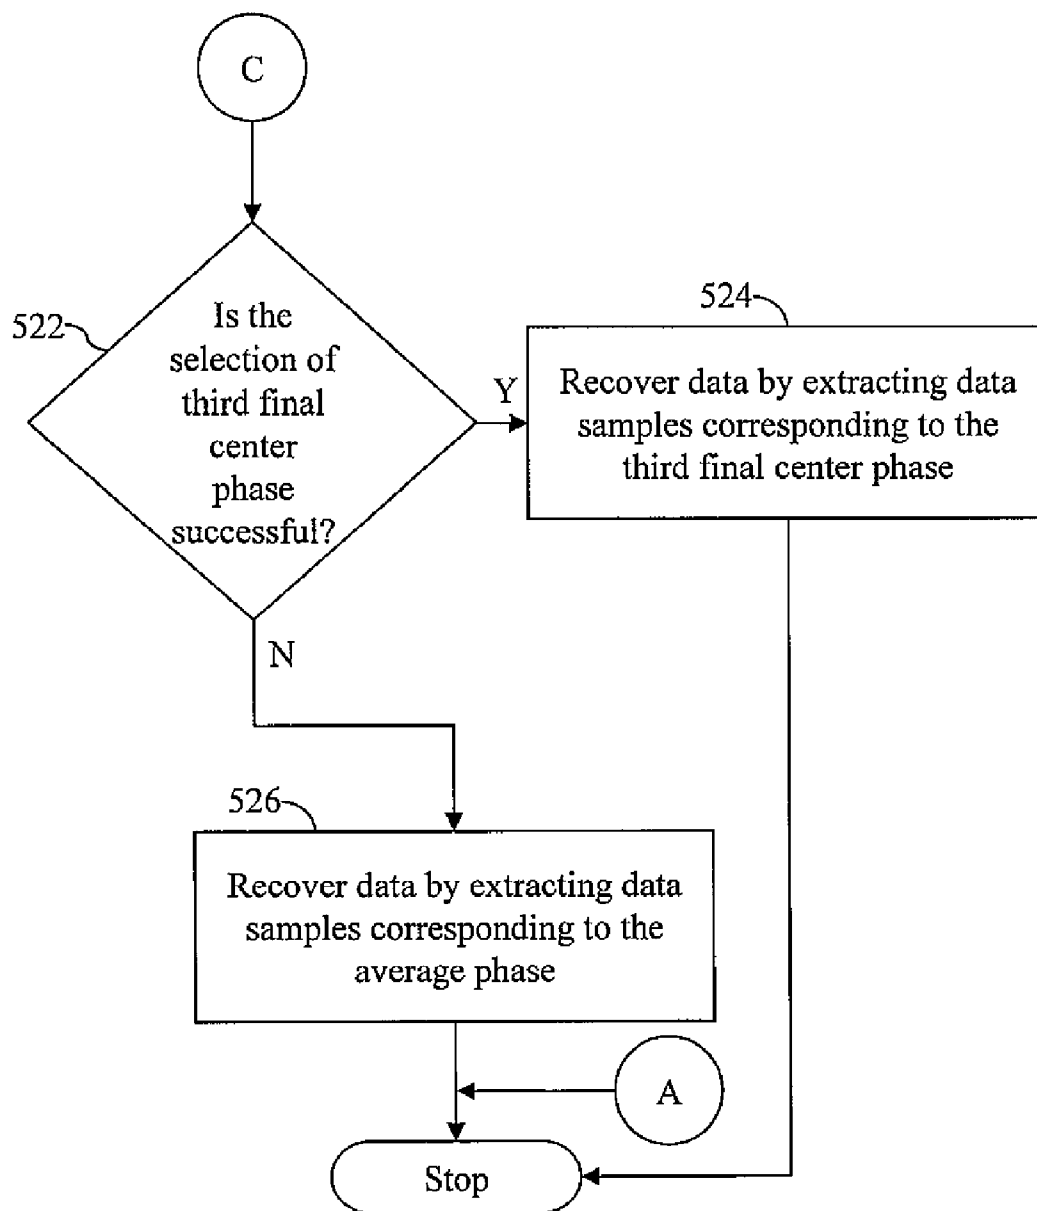 C
522
Is the
selection of
third final
center
phase
successful?
Y
524
Recover data by extracting data
samples corresponding to the
third final center phase
N
526
Recover data by extracting data
samples corresponding to the
average phase
A
Stop